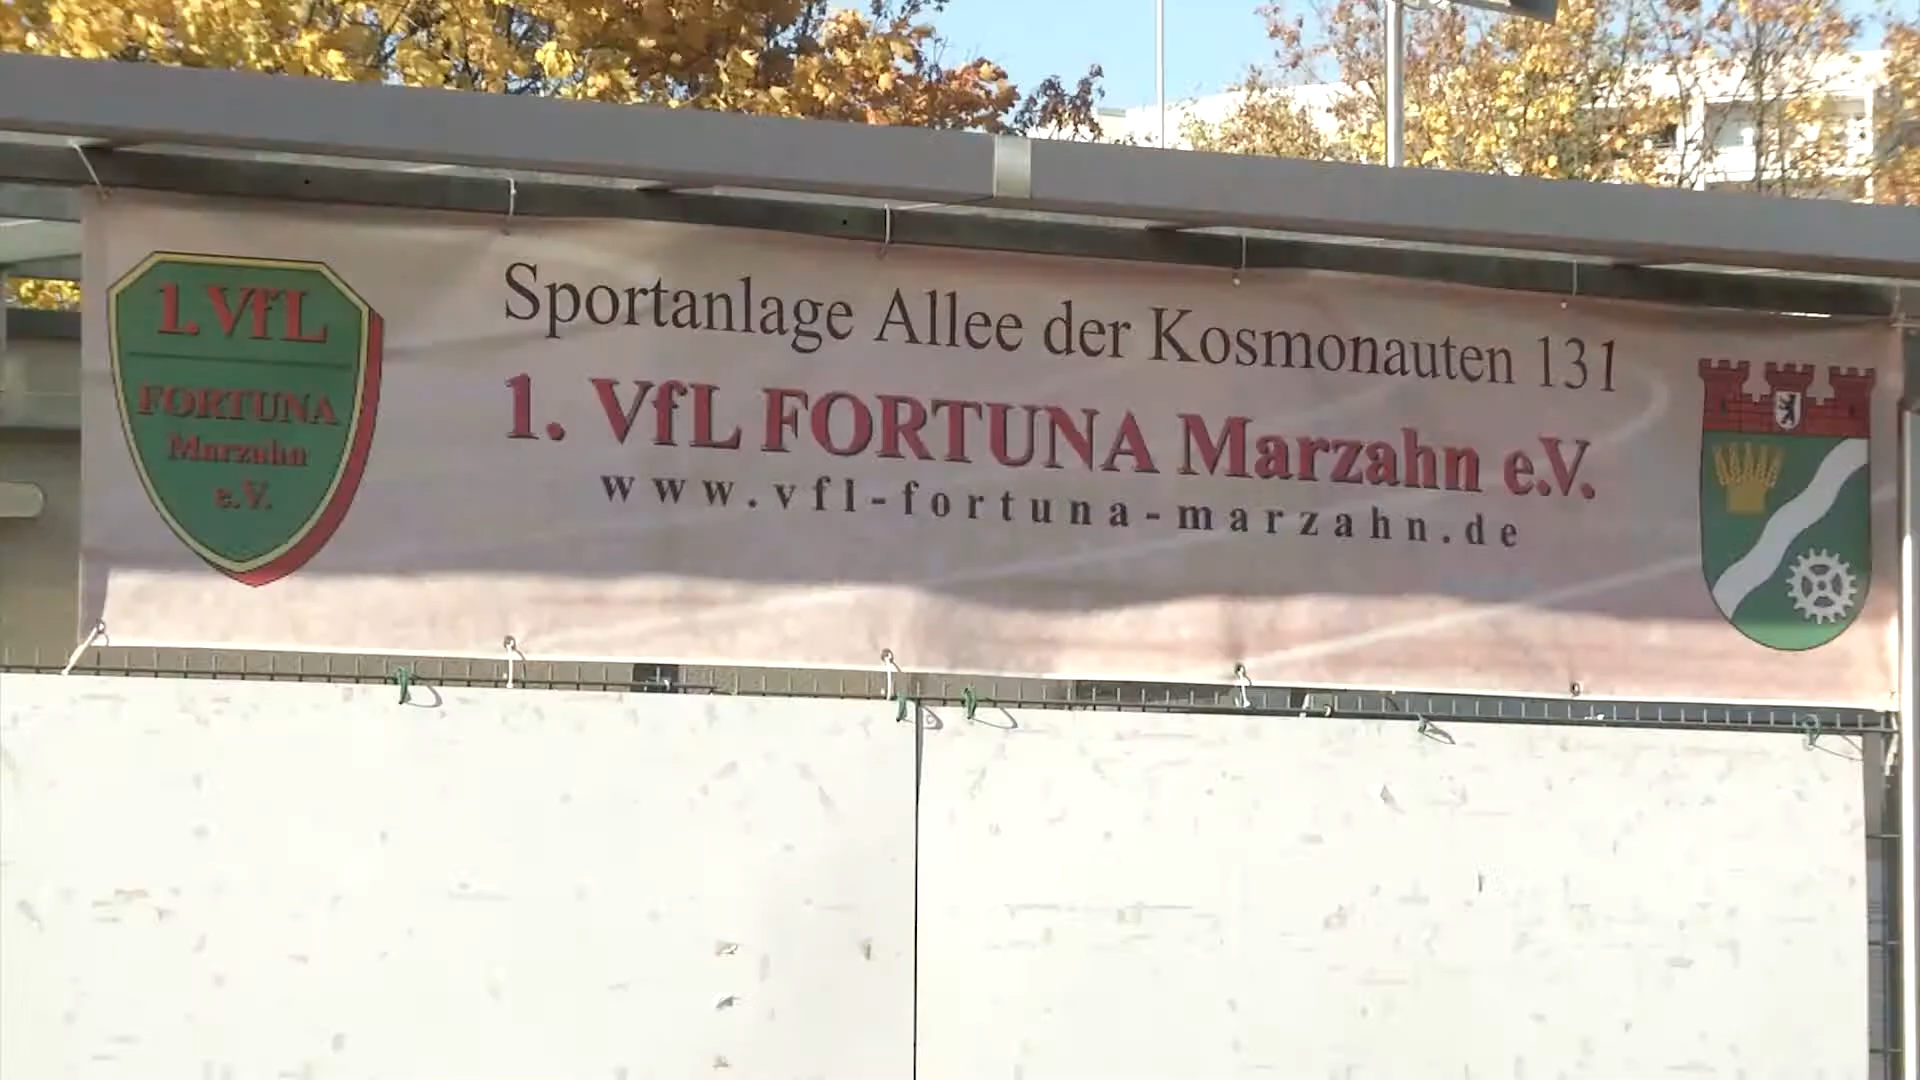 1. VfL
FORTUNA
Marzahn
e.V.
Sportanlage Allee der Kosmonauten 131
1. VfL FORTUNA Marzahn e.V.
www.vfl-fortuna-marzahn.de